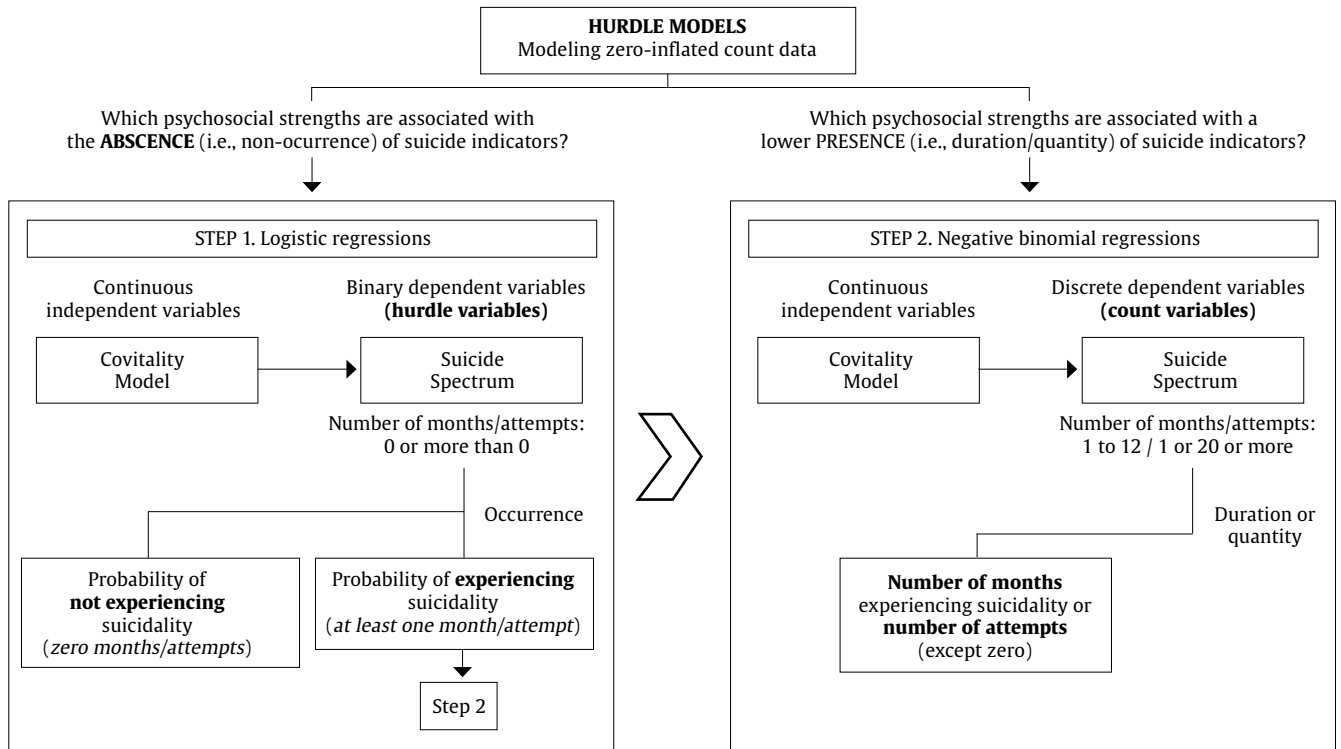 HURDLE MODELS
Modeling zero-inflated count data
Which psychosocial strengths are associated with
the ABSCENCE (i.e., non-ocurrence) of suicide indicators?
Which psychosocial strengths are associated with a
lower PRESENCE (i.e., duration/quantity) of suicide indicators?
STEP 1. Logistic regressions
Continuous
independent variables
Binary dependent variables
(hurdle variables)
Covitality
Model
Suicide
Spectrum
Number of months/attempts:
0 or more than 0
Occurrence
Probability of
not experiencing
suicidality
(zero months/attempts)
Probability of experiencing
suicidality
(at least one month/attempt)
Step 2
STEP 2. Negative binomial regressions
Continuous
independent variables
Discrete dependent variables
(count variables)
Covitality
Model
Suicide
Spectrum
Number of months/attempts:
1 to 12 / 1 or 20 or more
Duration or
quantity
Number of months
experiencing suicidality or
number of attempts
(except zero)